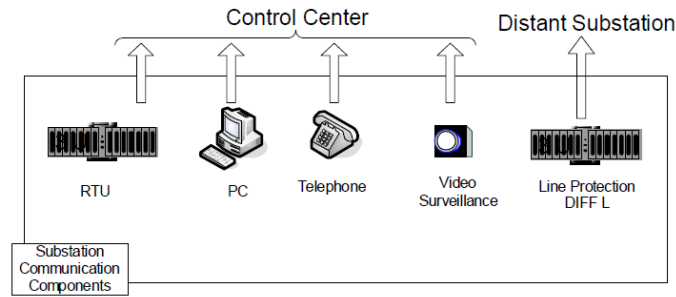 Control Center
Distant Substation
RTU
PC
Telephone
Video
Surveillance
Line Protection
DIFF L
Substation
Communication
Components